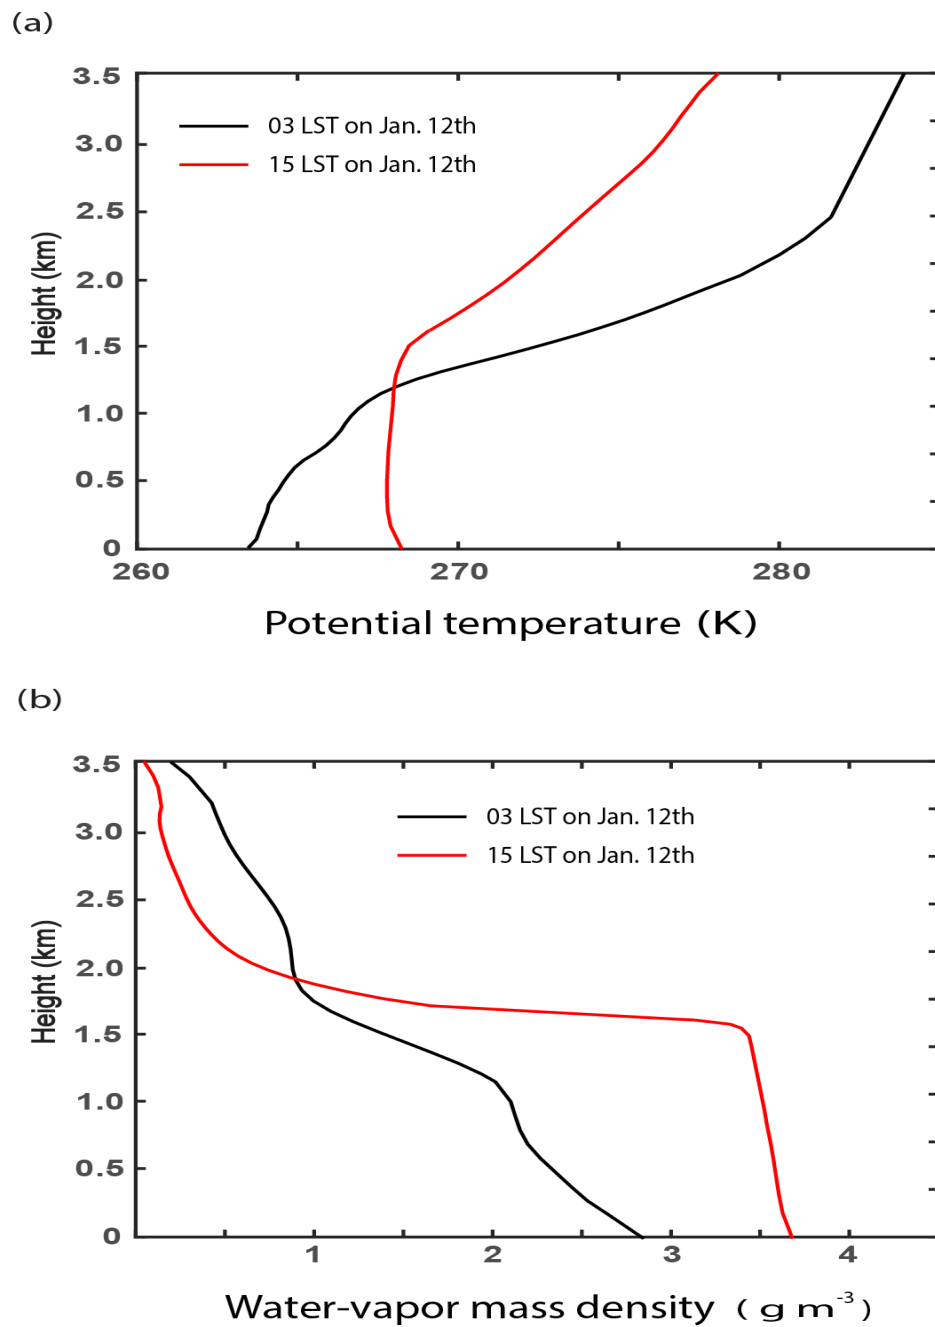 (a)
3.5
3.0
2.5
2.0
1.5
1.0
0.5
0
Height (km)
03 LST on Jan. 12th
15 LST on Jan. 12th
260 270 280
Potential temperature (K)
(b)
3.5
3.0
2.5
2.0
1.5
1.0
0.5
0
Height (km)
03 LST on Jan. 12th
15 LST on Jan. 12th
1 2 3 4
Water-vapor mass density ( g m⁻³)